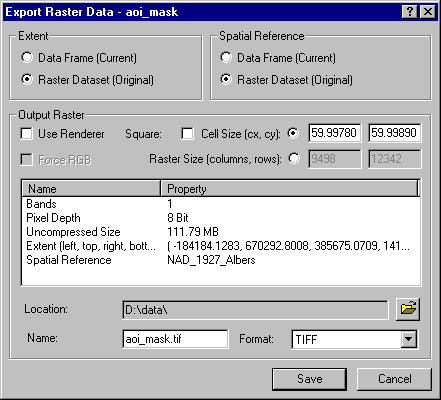 Export Raster Data - aoi_mask
Extent
Spatial Reference
Data Frame (Current)
Data Frame (Current)
Raster Dataset (Original)
Raster Dataset (Original)
Output Raster
Use Renderer Square: Cell Size (cx, cy): 59.99780 59.99890
Force RGB Raster Size (columns, rows): 9498 12342
Name Property
Bands 1
Pixel Depth 8 Bit
Uncompressed Size 111.79 MB
Extent (left, top, right, bott... ( -184184.1283, 670292.8008, 385675.0709, 141...
Spatial Reference NAD_1927_Albers
Location: D:\data\
Name: aoi_mask.tif Format: TIFF
Save Cancel